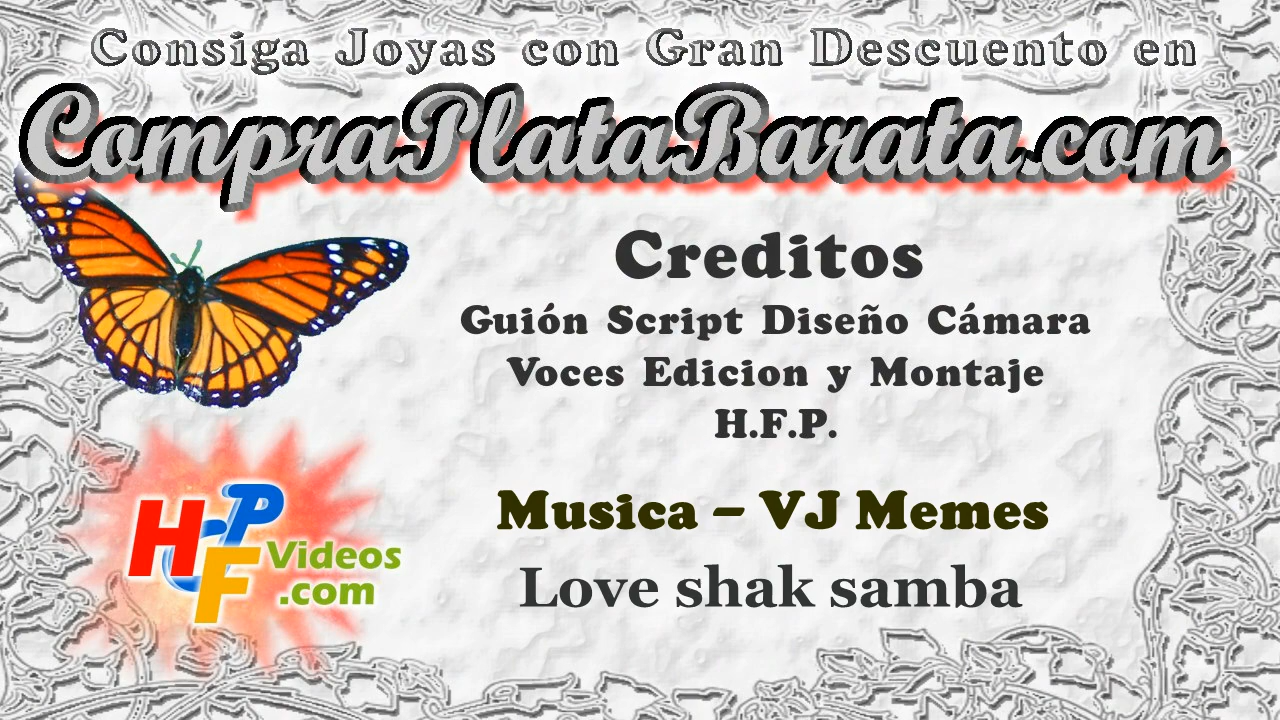 Consiga Joyas con Gran Descuento en
CompraPlataBarata.com
Creditos
Guión Script Diseño Cámara
Voces Edicion y Montaje
H.F.P.
Musica – VJ Memes
Love shak samba
HFP
Videos
.com